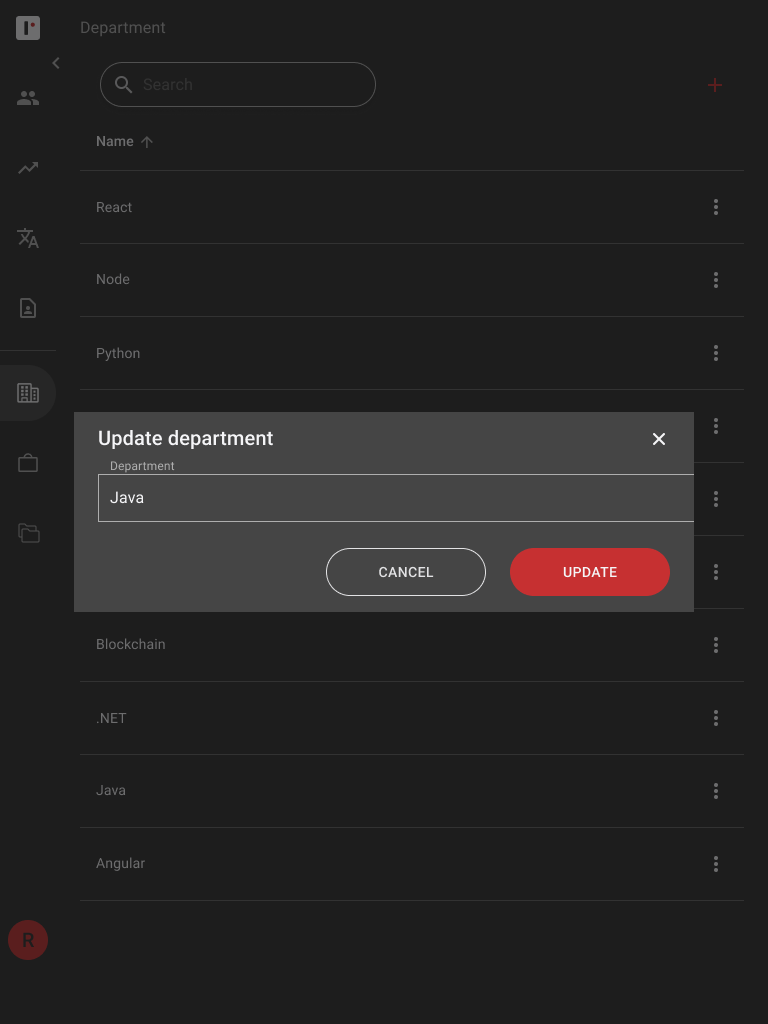 Department
Search
Name
React
Node
Python
Update department
Department
Java
CANCEL
UPDATE
Blockchain
.NET
Java
Angular
R